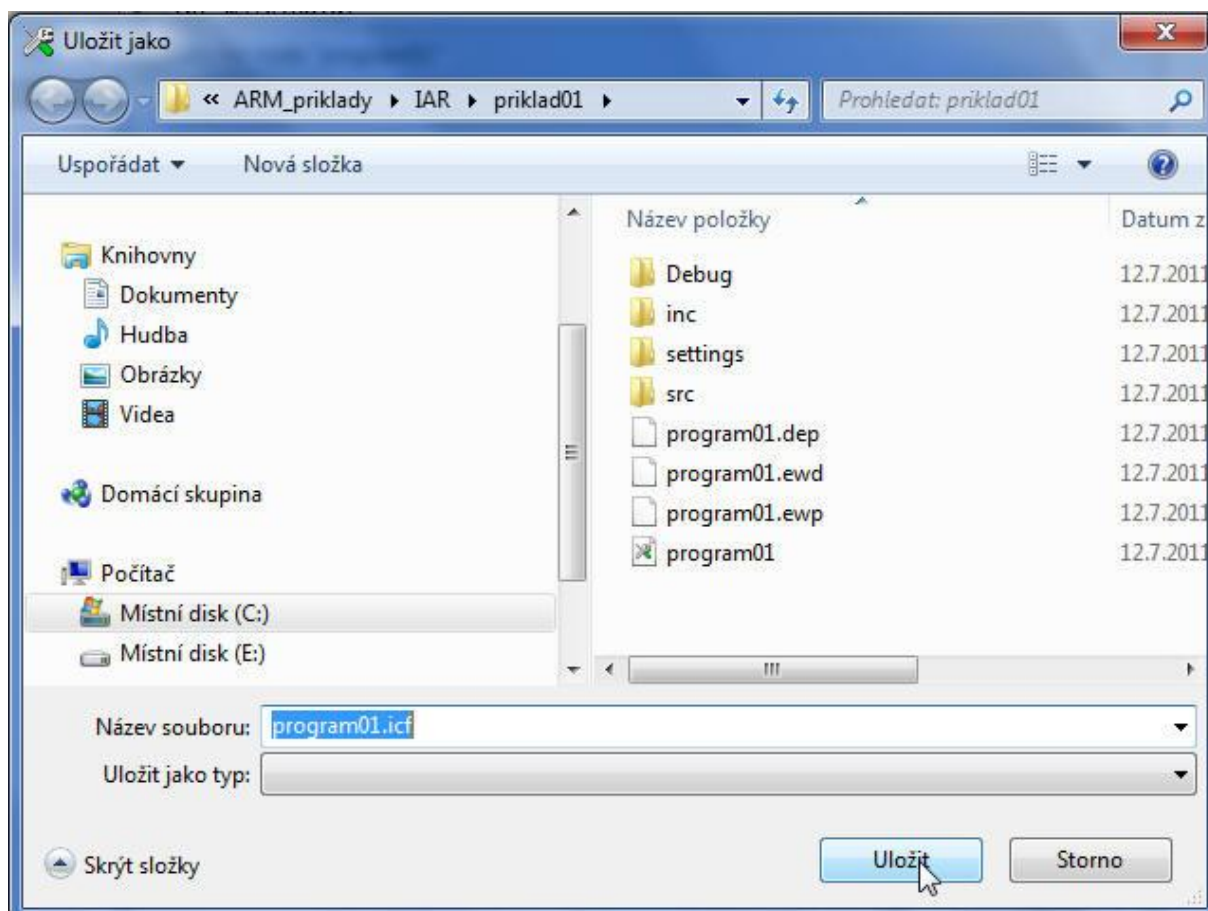 Uložit jako
« ARM_priklady ▸ IAR ▸ priklad01 ▸
Prohledat: priklad01
Uspořádat Nová složka
Název položky Datum z
Knihovny
Dokumenty
Hudba
Obrázky
Videa
Domácí skupina
Počítač
Místní disk (C:)
Místní disk (E:)
Debug 12.7.2011
inc 12.7.2011
settings 12.7.2011
src 12.7.2011
program01.dep 12.7.2011
program01.ewd 12.7.2011
program01.ewp 12.7.2011
program01 12.7.2011
Název souboru: program01.icf
Uložit jako typ:
Skrýt složky
Uložit
Storno